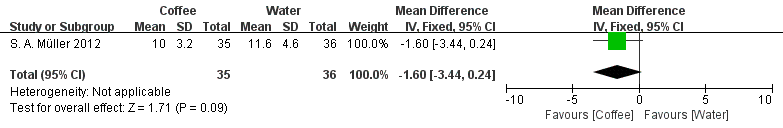 Coffee Water Mean Difference Mean Difference
Study or Subgroup Mean SD Total Mean SD Total Weight IV, Fixed, 95% CI IV, Fixed, 95% CI
S. A. Müller 2012 10 3.2 35 11.6 4.6 36 100.0% -1.60 [-3.44, 0.24]
Total (95% CI) 35 36 100.0% -1.60 [-3.44, 0.24]
Heterogeneity: Not applicable
Test for overall effect: Z = 1.71 (P = 0.09)
-10 -5 0 5 10
Favours [Coffee] Favours [Water]